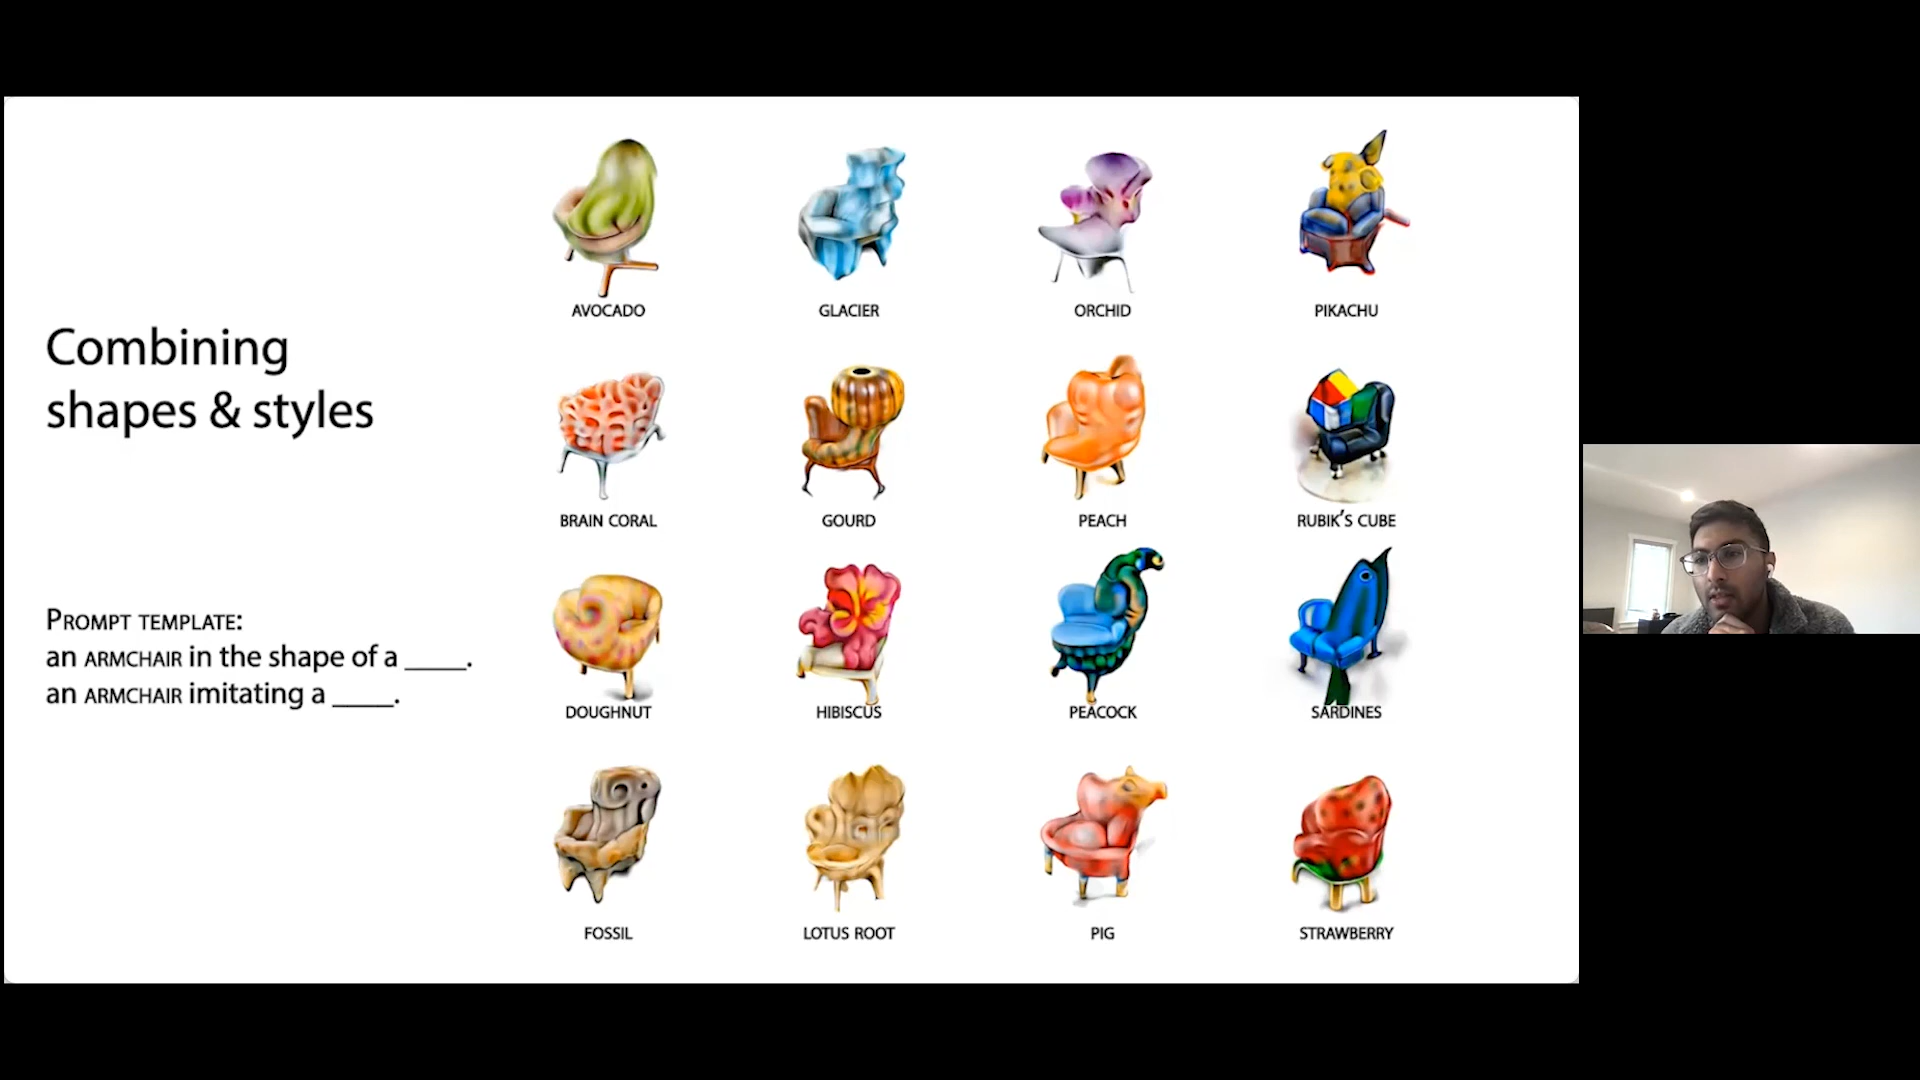 Combining
shapes & styles
PROMPT TEMPLATE:
an ARMCHAIR in the shape of a ____.
an ARMCHAIR imitating a ____.
AVOCADO
GLACIER
ORCHID
PIKACHU
BRAIN CORAL
GOURD
PEACH
RUBIK'S CUBE
DOUGHNUT
HIBISCUS
PEACOCK
SARDINES
FOSSIL
LOTUS ROOT
PIG
STRAWBERRY